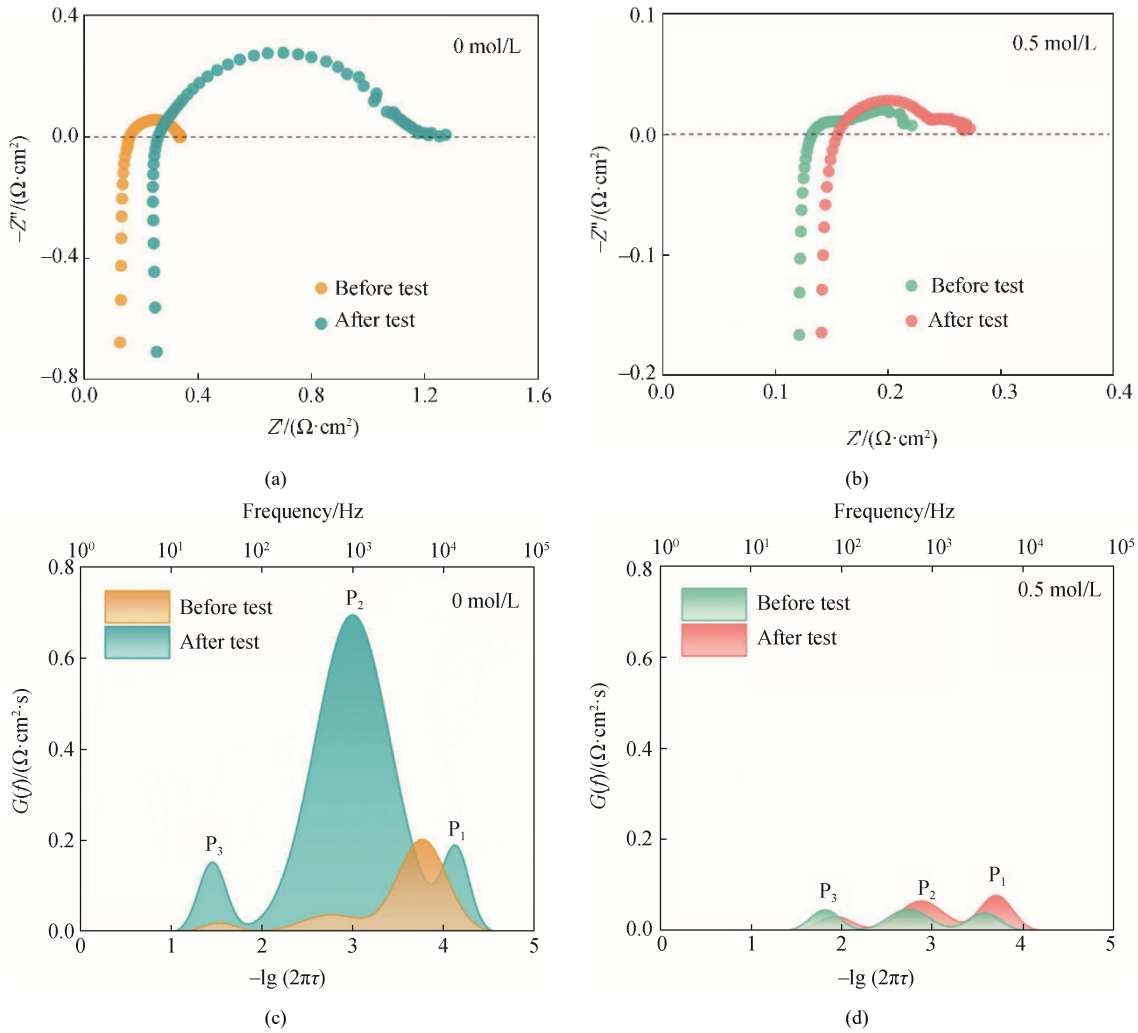 0.4
0 mol/L
0.0
−0.4
−0.8
−Z″/(Ω·cm²)
Before test
After test
0.0 0.4 0.8 1.2 1.6
Z′/(Ω·cm²)
(a)
0.1
0.5 mol/L
0.0
−0.1
−0.2
−Z″/(Ω·cm²)
Before test
After test
0.0 0.1 0.2 0.3 0.4
Z′/(Ω·cm²)
(b)
Frequency/Hz
10⁰ 10¹ 10² 10³ 10⁴ 10⁵
0.8
0.6
0.4
0.2
0.0
G(f)/(Ω·cm²·s)
Before test
After test
0 mol/L
P₂
P₃
P₁
0 1 2 3 4 5
−lg (2πτ)
(c)
Frequency/Hz
10⁰ 10¹ 10² 10³ 10⁴ 10⁵
0.8
0.6
0.4
0.2
0.0
G(f)/(Ω·cm²·s)
Before test
After test
0.5 mol/L
P₃
P₂
P₁
0 1 2 3 4 5
−lg (2πτ)
(d)